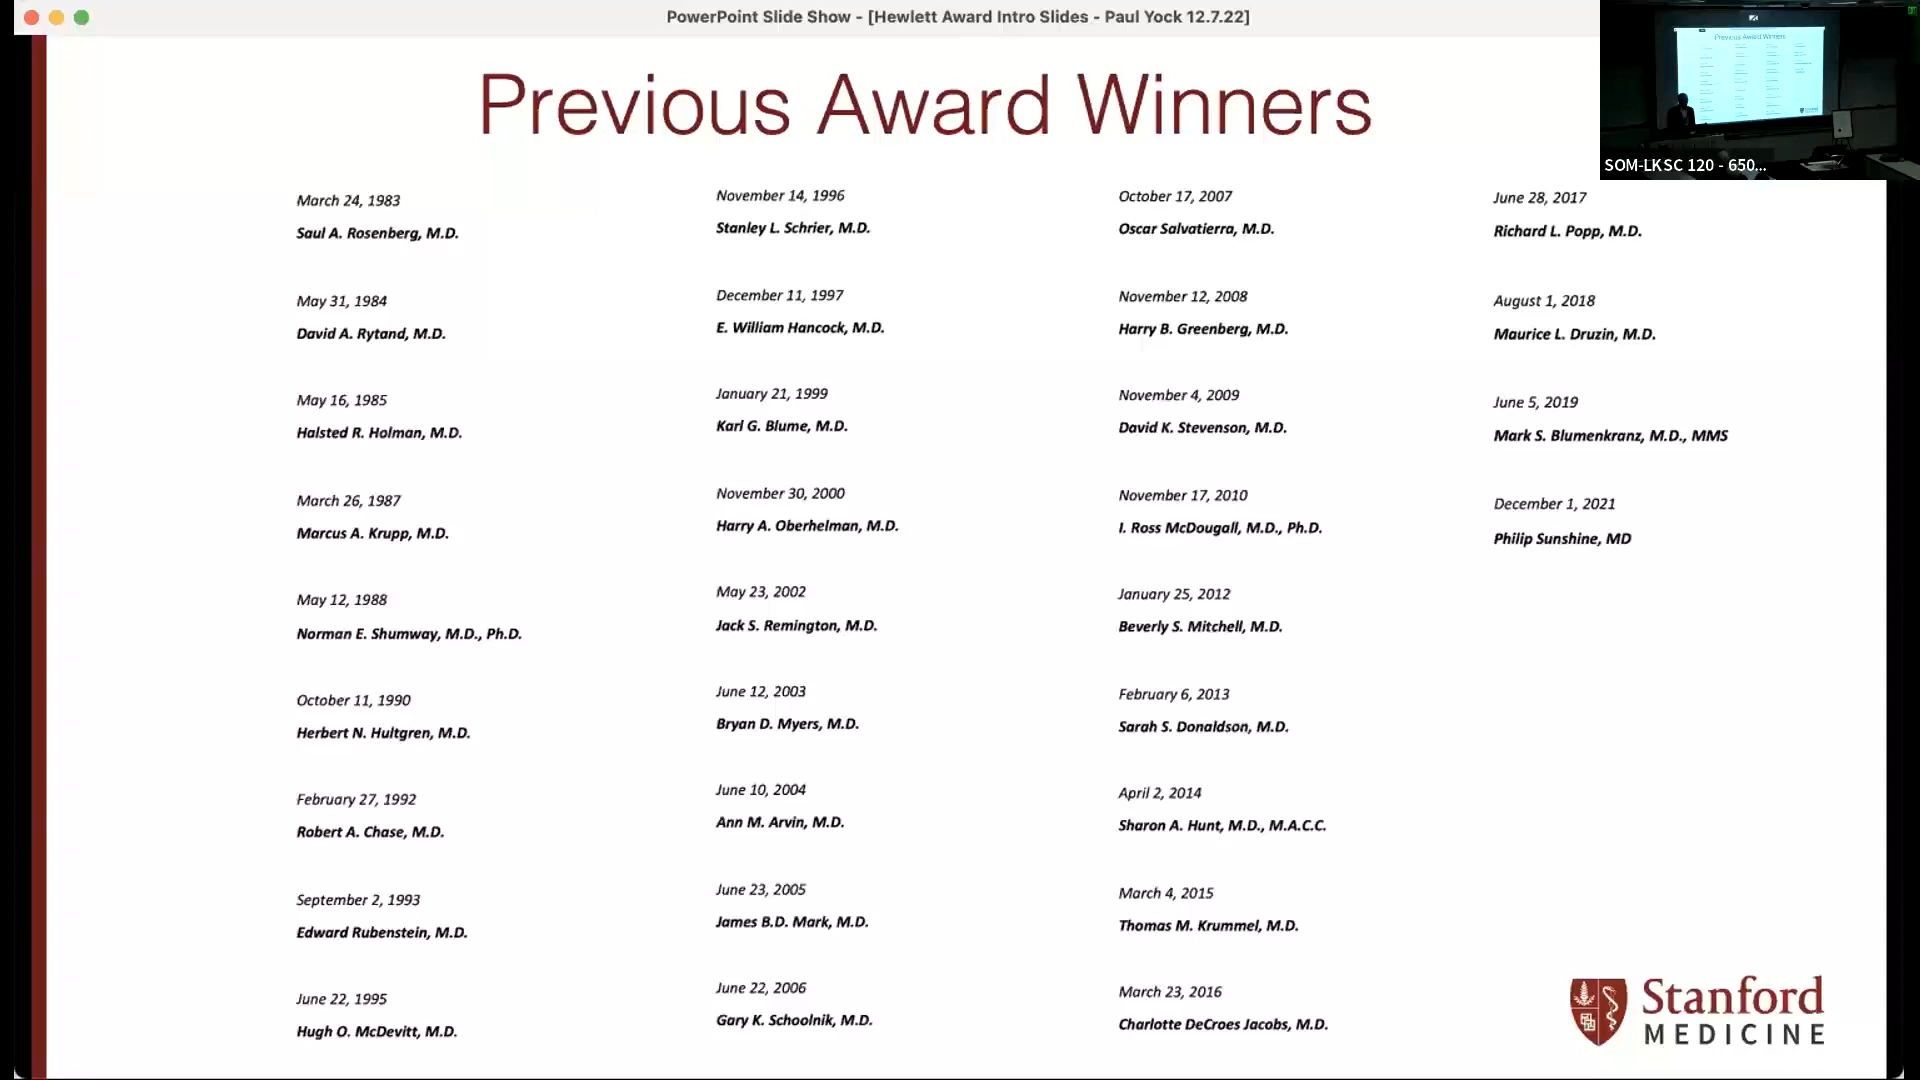 PowerPoint Slide Show - [Hewlett Award Intro Slides - Paul Yock 12.7.22]
Previous Award Winners
March 24, 1983
Saul A. Rosenberg, M.D.
May 31, 1984
David A. Rytand, M.D.
May 16, 1985
Halsted R. Holman, M.D.
March 26, 1987
Marcus A. Krupp, M.D.
May 12, 1988
Norman E. Shumway, M.D., Ph.D.
October 11, 1990
Herbert N. Hultgren, M.D.
February 27, 1992
Robert A. Chase, M.D.
September 2, 1993
Edward Rubenstein, M.D.
June 22, 1995
Hugh O. McDevitt, M.D.
November 14, 1996
Stanley L. Schrier, M.D.
December 11, 1997
E. William Hancock, M.D.
January 21, 1999
Karl G. Blume, M.D.
November 30, 2000
Harry A. Oberhelman, M.D.
May 23, 2002
Jack S. Remington, M.D.
June 12, 2003
Bryan D. Myers, M.D.
June 10, 2004
Ann M. Arvin, M.D.
June 23, 2005
James B.D. Mark, M.D.
June 22, 2006
Gary K. Schoolnik, M.D.
October 17, 2007
Oscar Salvatierra, M.D.
November 12, 2008
Harry B. Greenberg, M.D.
November 4, 2009
David K. Stevenson, M.D.
November 17, 2010
I. Ross McDougall, M.D., Ph.D.
January 25, 2012
Beverly S. Mitchell, M.D.
February 6, 2013
Sarah S. Donaldson, M.D.
April 2, 2014
Sharon A. Hunt, M.D., M.A.C.C.
March 4, 2015
Thomas M. Krummel, M.D.
March 23, 2016
Charlotte DeCroes Jacobs, M.D.
June 28, 2017
Richard L. Popp, M.D.
August 1, 2018
Maurice L. Druzin, M.D.
June 5, 2019
Mark S. Blumenkranz, M.D., MMS
December 1, 2021
Philip Sunshine, MD
Stanford
MEDICINE
Previous Award Winners
SOM-LKSC 120 - 650...